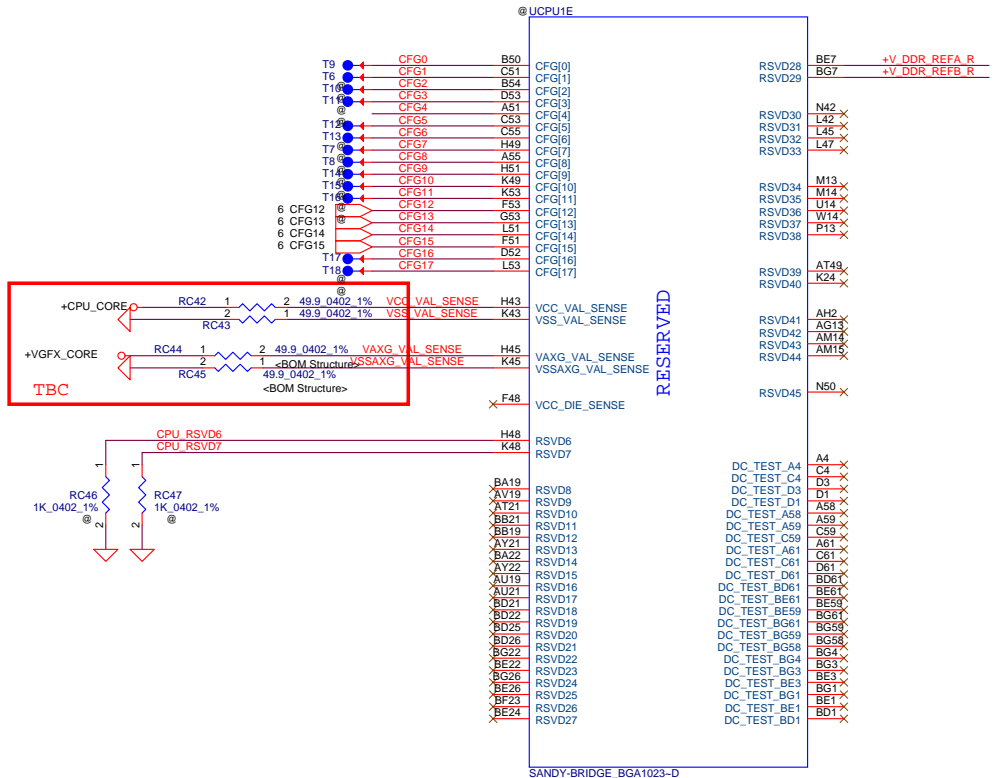 @ UCPU1E
T9 CFG0 B50 CFG[0] RSVD28 BE7 +V_DDR_REFA_R
T6 CFG1 C51 CFG[1] RSVD29 BG7 +V_DDR_REFB_R
T10 @ CFG2 B54 CFG[2]
T11 @ CFG3 D53 CFG[3]
CFG4 A51 CFG[4] RSVD30 N42
T12 @ CFG5 C53 CFG[5] RSVD31 L42
T13 CFG6 C55 CFG[6] RSVD32 L45
T7 @ CFG7 H49 CFG[7] RSVD33 L47
T8 @ CFG8 A55 CFG[8]
T14 @ CFG9 H51 CFG[9]
T15 @ CFG10 K49 CFG[10] RSVD34 M13
T16 @ CFG11 K53 CFG[11] RSVD35 M14
6 CFG12 @ CFG12 F53 CFG[12] RSVD36 U14
6 CFG13 @ CFG13 G53 CFG[13] RSVD37 W14
6 CFG14 CFG14 L51 CFG[14] RSVD38 P13
6 CFG15 CFG15 F51 CFG[15]
T17 CFG16 D52 CFG[16]
T18 CFG17 L53 CFG[17] RSVD39 AT49
@ RSVD40 K24
@
+CPU_CORE RC42 1 2 49.9_0402_1% VCC_VAL_SENSE H43 VCC_VAL_SENSE
RC43 2 1 49.9_0402_1% VSS_VAL_SENSE K43 VSS_VAL_SENSE RSVD41 AH2
RSVD42 AG13
RSVD43 AM14
RSVD44 AM15
+VGFX_CORE RC44 1 2 49.9_0402_1% VAXG_VAL_SENSE H45 VAXG_VAL_SENSE
RC45 2 1 <BOM Structure> VSSAXG_VAL_SENSE K45 VSSAXG_VAL_SENSE
49.9_0402_1%
<BOM Structure>
TBC
RESERVED
RSVD45 N50
F48 VCC_DIE_SENSE
CPU_RSVD6 H48 RSVD6
CPU_RSVD7 K48 RSVD7
1 1
RC46 RC47
1K_0402_1% 1K_0402_1%
@ @
2 2
DC_TEST_A4 A4
DC_TEST_C4 C4
BA19 RSVD8 DC_TEST_D3 D3
AV19 RSVD9 DC_TEST_D1 D1
AT21 RSVD10 DC_TEST_A58 A58
BB21 RSVD11 DC_TEST_A59 A59
BB19 RSVD12 DC_TEST_C59 C59
AY21 RSVD13 DC_TEST_A61 A61
BA22 RSVD14 DC_TEST_C61 C61
AY22 RSVD15 DC_TEST_D61 D61
AU19 RSVD16 DC_TEST_BD61 BD61
AU21 RSVD17 DC_TEST_BE61 BE61
BD21 RSVD18 DC_TEST_BE59 BE59
BD22 RSVD19 DC_TEST_BG61 BG61
BD25 RSVD20 DC_TEST_BG59 BG59
BD26 RSVD21 DC_TEST_BG58 BG58
BG22 RSVD22 DC_TEST_BG4 BG4
BE22 RSVD23 DC_TEST_BG3 BG3
BG26 RSVD24 DC_TEST_BE3 BE3
BE26 RSVD25 DC_TEST_BG1 BG1
BF23 RSVD26 DC_TEST_BE1 BE1
BE24 RSVD27 DC_TEST_BD1 BD1
SANDY-BRIDGE_BGA1023~D